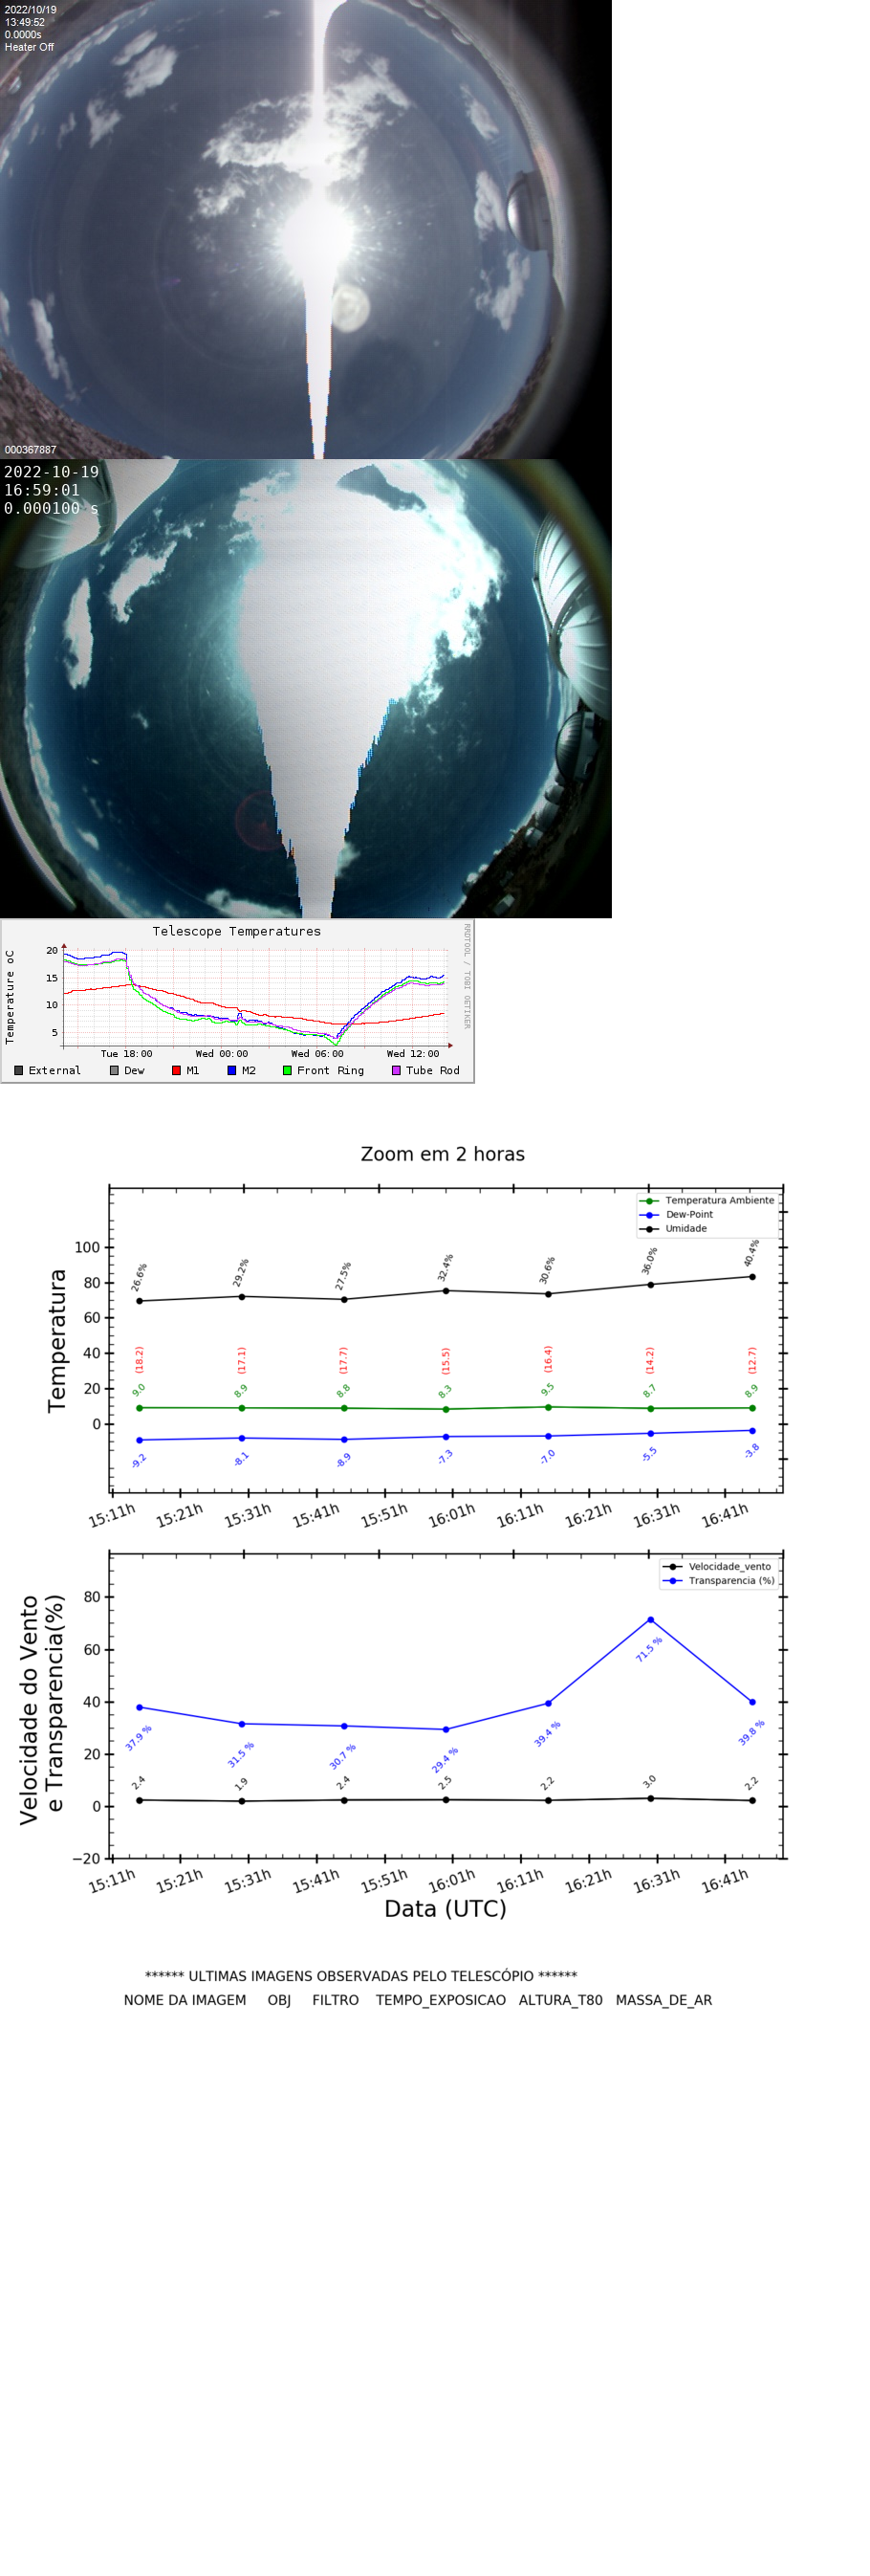 2022/10/19
13:49:52
0.0000s
Heater Off
000367887
2022-10-19
16:59:01
0.000100 s
Telescope Temperatures
Temperature oC
RRDTOOL / TOBI OETIKER
20
15
10
5
Tue 18:00 Wed 00:00 Wed 06:00 Wed 12:00
External Dew M1 M2 Front Ring Tube Rod
Zoom em 2 horas
Temperatura
Temperatura Ambiente
Dew-Point
Umidade
100
80
60
40
20
0
26.6% 29.2% 27.5% 32.4% 30.6% 36.0% 40.4%
(18.2) (17.1) (17.7) (15.5) (16.4) (14.2) (12.7)
9.0 8.9 8.8 8.3 9.5 8.7 8.9
-9.2 -8.1 -8.9 -7.3 -7.0 -5.5 -3.8
15:11h 15:21h 15:31h 15:41h 15:51h 16:01h 16:11h 16:21h 16:31h 16:41h
Velocidade do Vento
e Transparencia(%)
Velocidade_vento
Transparencia (%)
80
60
40
20
0
−20
37.9 % 31.5 % 30.7 % 29.4 % 39.4 % 71.5 % 39.8 %
2.4 1.9 2.4 2.5 2.2 3.0 2.2
15:11h 15:21h 15:31h 15:41h 15:51h 16:01h 16:11h 16:21h 16:31h 16:41h
Data (UTC)
****** ULTIMAS IMAGENS OBSERVADAS PELO TELESCÓPIO ******
NOME DA IMAGEM OBJ FILTRO TEMPO_EXPOSICAO ALTURA_T80 MASSA_DE_AR